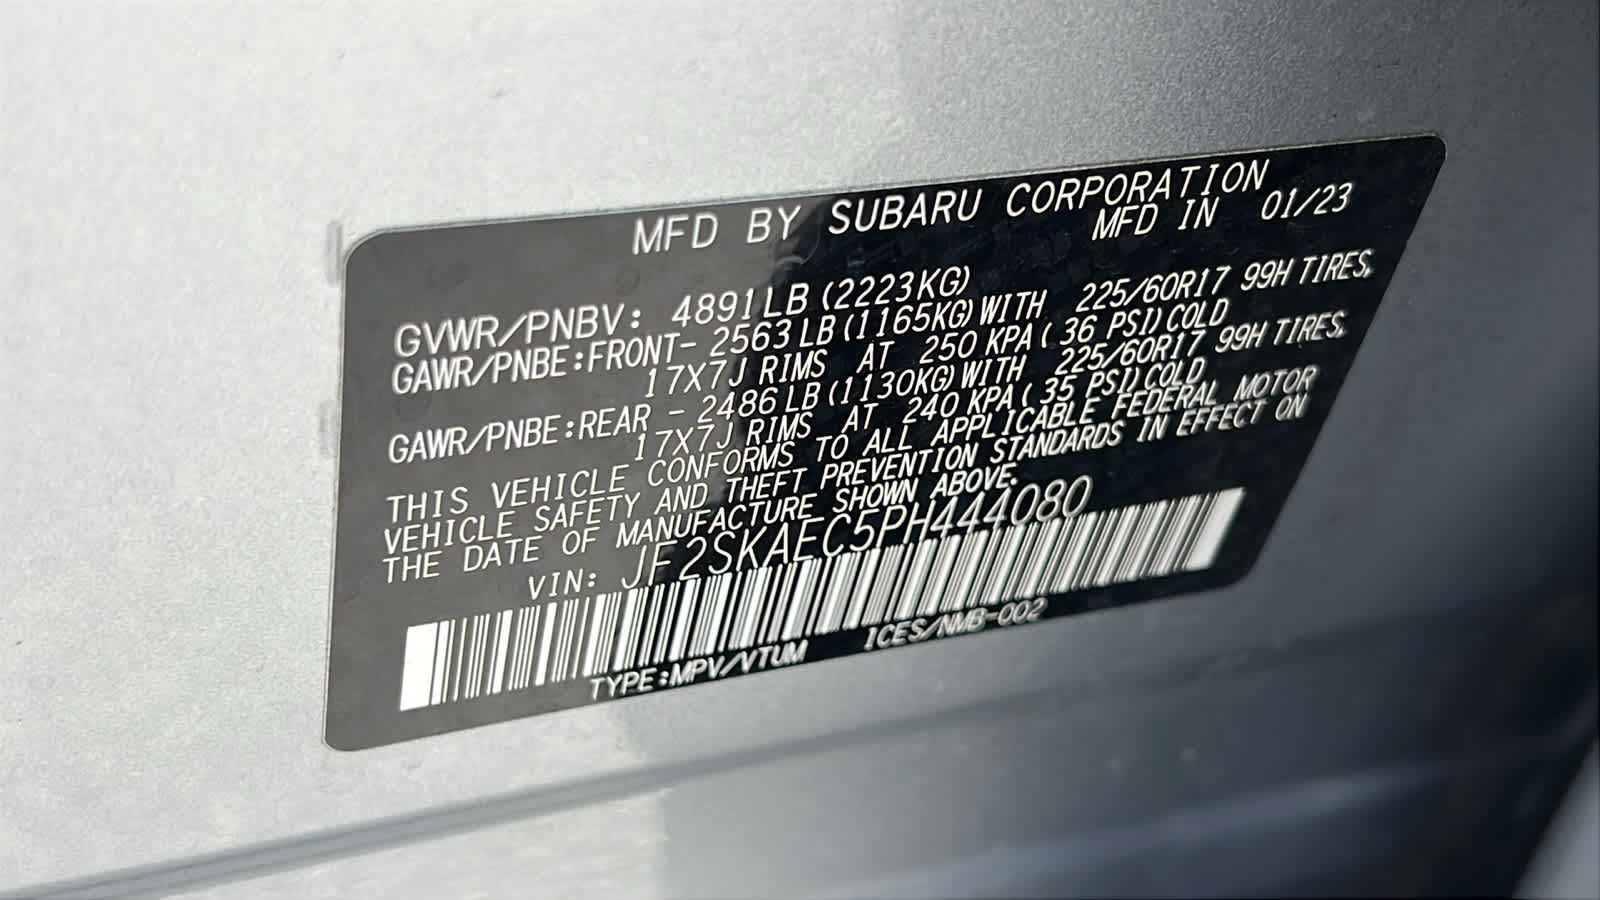 MFD BY SUBARU CORPORATION
MFD IN 01/23
GVWR/PNBV: 4891LB (2223KG)
GAWR/PNBE:FRONT- 2563LB (1165KG) WITH 225/60R17 99H TIRES,
17X7J RIMS AT 250 KPA( 36 PSI) COLD
GAWR/PNBE:REAR - 2486LB (1130KG) WITH 225/60R17 99H TIRES,
17X7J RIMS AT 240 KPA( 35 PSI) COLD
THIS VEHICLE CONFORMS TO ALL APPLICABLE FEDERAL MOTOR
VEHICLE SAFETY AND THEFT PREVENTION STANDARDS IN EFFECT ON
THE DATE OF MANUFACTURE SHOWN ABOVE.
VIN: JF2SKAEC5PH444080
TYPE:MPV/VTUM ICES/NMB-002